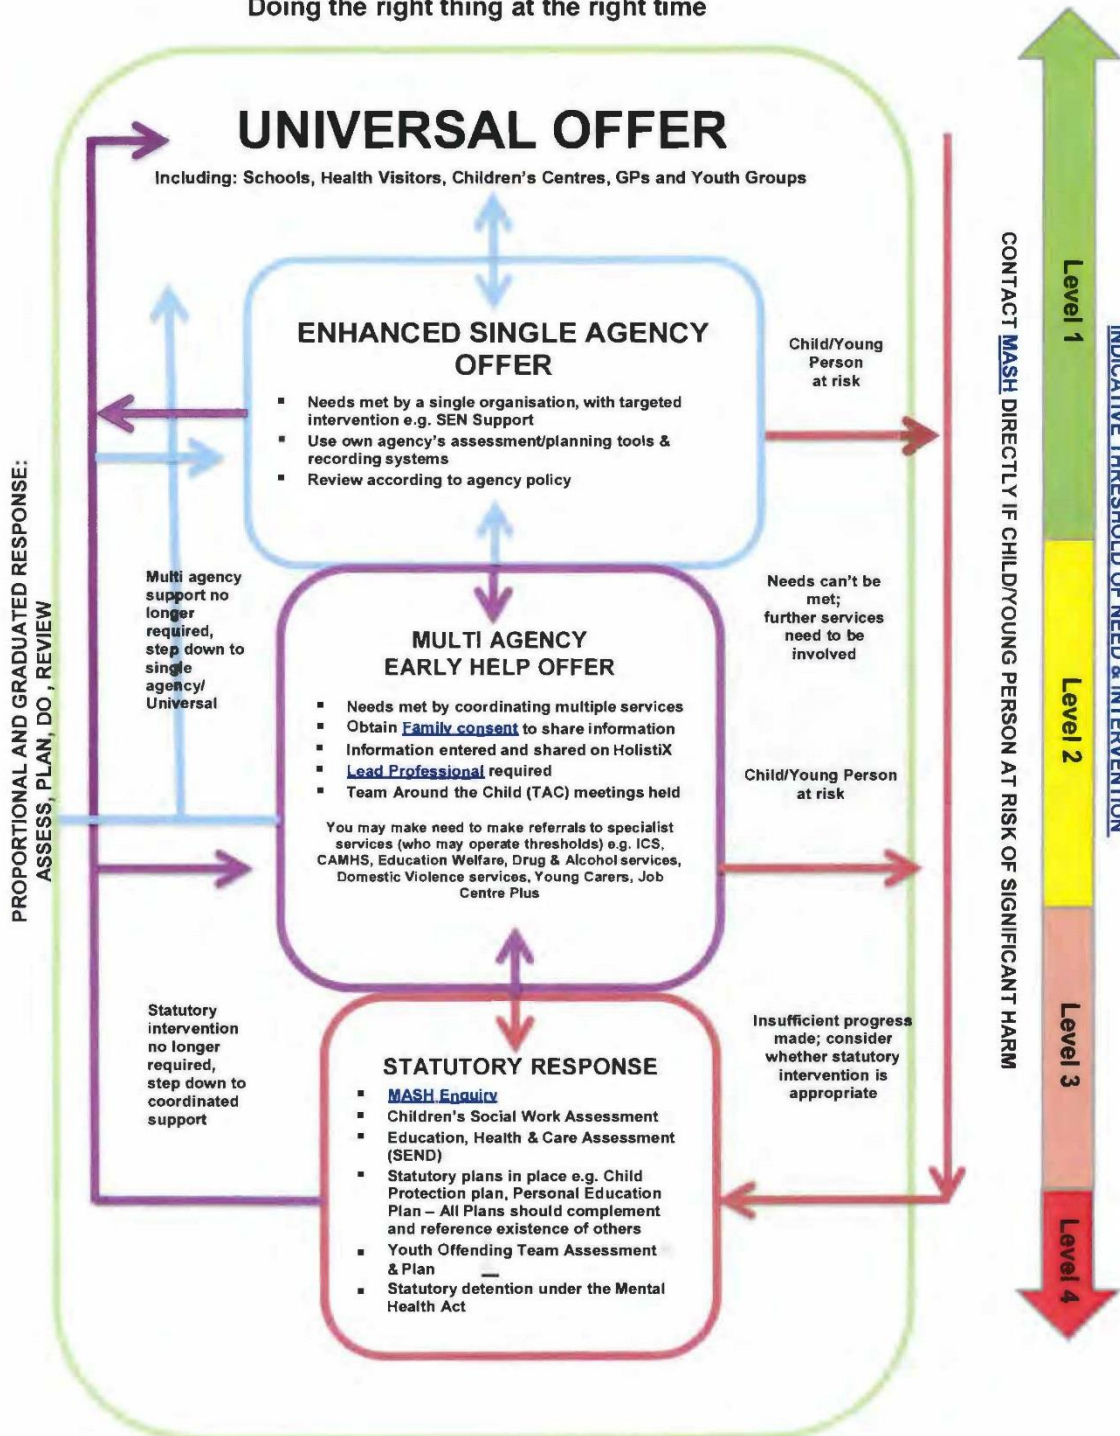 Doing the right thing at the right time
UNIVERSAL OFFER
Including: Schools, Health Visitors, Children's Centres, GPs and Youth Groups
ENHANCED SINGLE AGENCY
OFFER
▪ Needs met by a single organisation, with targeted
intervention e.g. SEN Support
▪ Use own agency's assessment/planning tools &
recording systems
▪ Review according to agency policy
Child/Young
Person
at risk
Multi agency
support no
longer
required,
step down to
single
agency/
Universal
Needs can't be
met;
further services
need to be
involved
MULTI AGENCY
EARLY HELP OFFER
▪ Needs met by coordinating multiple services
▪ Obtain Family consent to share information
▪ Information entered and shared on HolistiX
▪ Lead Professional required
▪ Team Around the Child (TAC) meetings held
You may make need to make referrals to specialist
services (who may operate thresholds) e.g. ICS,
CAMHS, Education Welfare, Drug & Alcohol services,
Domestic Violence services, Young Carers, Job
Centre Plus
Child/Young Person
at risk
Statutory
intervention
no longer
required,
step down to
coordinated
support
Insufficient progress
made; consider
whether statutory
intervention is
appropriate
STATUTORY RESPONSE
▪ MASH Enquiry
▪ Children's Social Work Assessment
▪ Education, Health & Care Assessment
(SEND)
▪ Statutory plans in place e.g. Child
Protection plan, Personal Education
Plan – All Plans should complement
and reference existence of others
▪ Youth Offending Team Assessment
& Plan
▪ Statutory detention under the Mental
Health Act
PROPORTIONAL AND GRADUATED RESPONSE:
ASSESS, PLAN, DO , REVIEW
CONTACT MASH DIRECTLY IF CHILD/YOUNG PERSON AT RISK OF SIGNIFICANT HARM
Level 1
Level 2
Level 3
Level 4
INDICATIVE THRESHOLD OF NEED & INTERVENTION